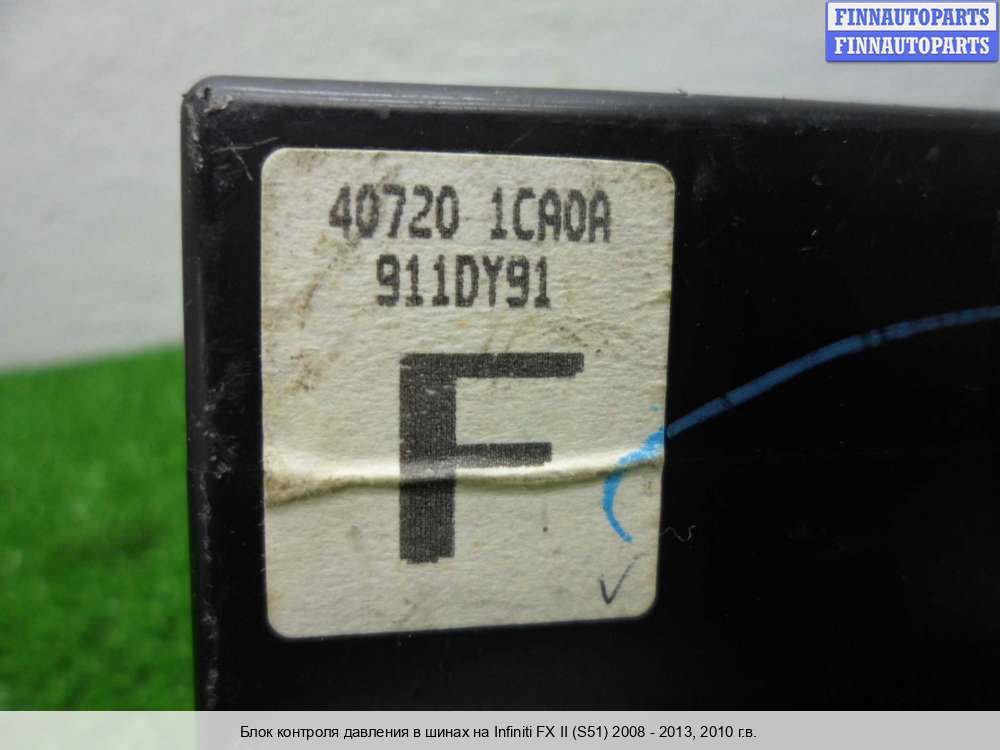 FINNAUTOPARTS
FINNAUTOPARTS
40720 1CA0A
911DY91
F
Блок контроля давления в шинах на Infiniti FX II (S51) 2008 - 2013, 2010 г.в.